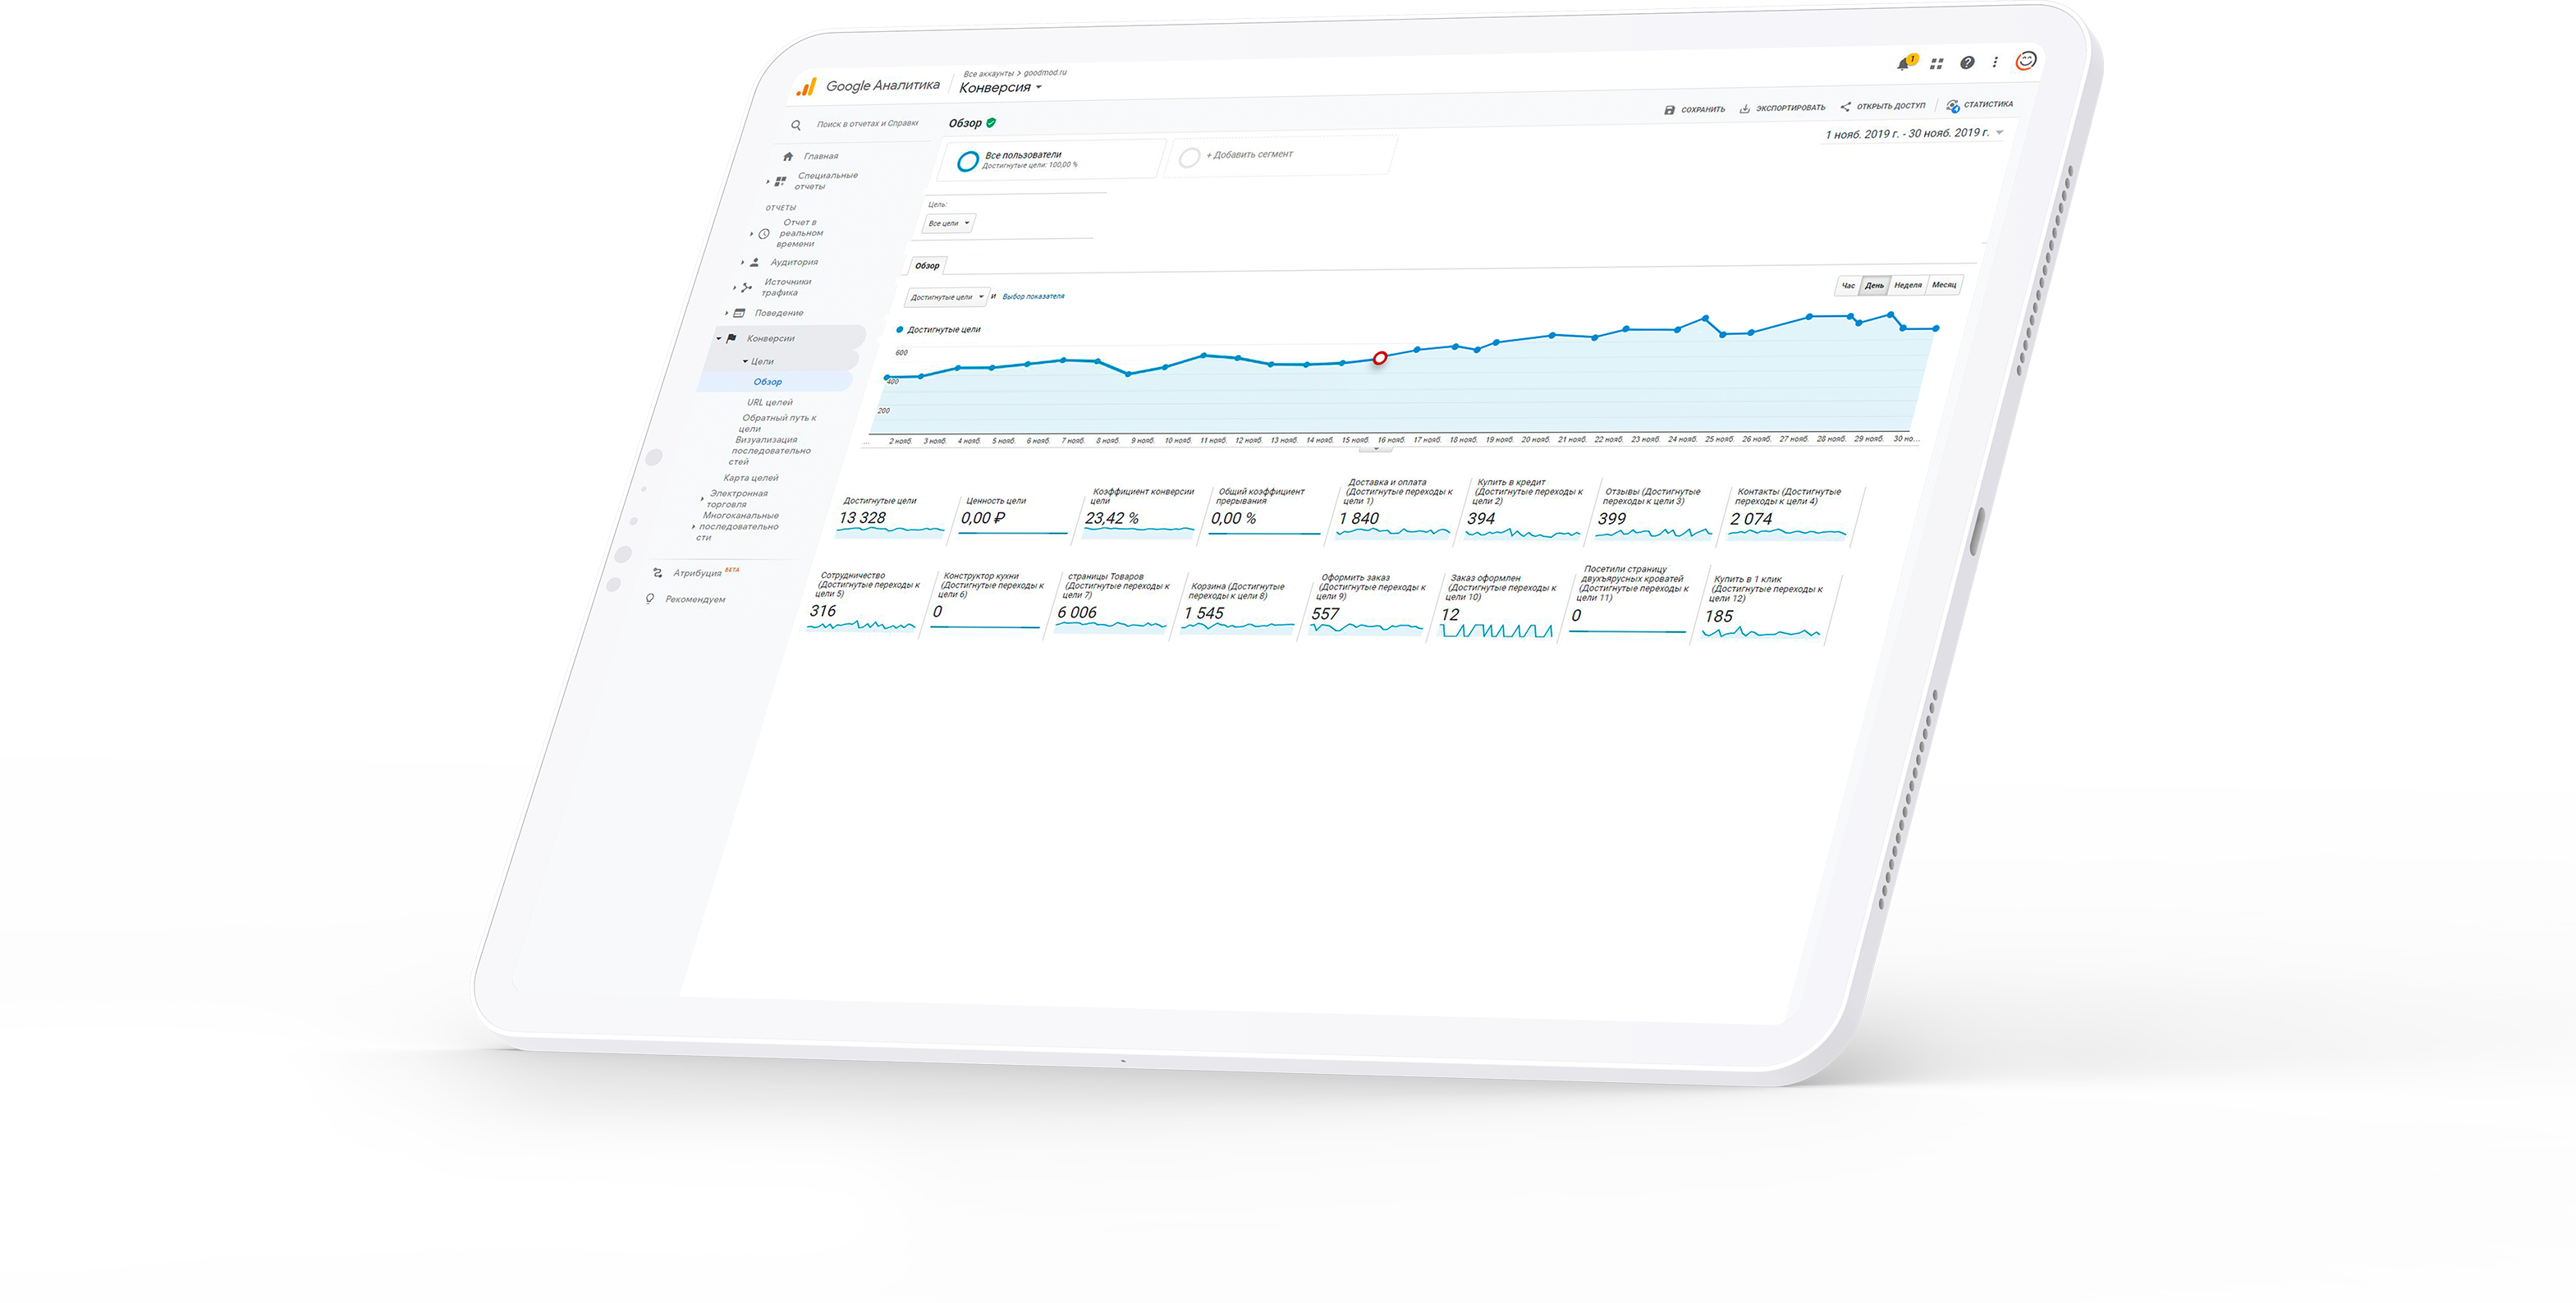 Google Аналитика
Все аккаунты > goodmod.ru
Конверсия
1
Поиск в отчетах и Справке
Обзор
СОХРАНИТЬ
ЭКСПОРТИРОВАТЬ
ОТКРЫТЬ ДОСТУП
СТАТИСТИКА
1 нояб. 2019 г. - 30 нояб. 2019 г.
Главная
Специальные
отчеты
ОТЧЕТЫ
Отчет в
реальном
времени
Аудитория
Источники
трафика
Поведение
Конверсии
Цели
Обзор
URL целей
Обратный путь к
цели
Визуализация
последовательно
стей
Карта целей
Электронная
торговля
Многоканальные
последовательно
сти
Атрибуция BETA
Рекомендуем
Все пользователи
Достигнутые цели: 100,00 %
+ Добавить сегмент
Цель:
Все цели
Обзор
Достигнутые цели
и
Выбор показателя
Час
День
Неделя
Месяц
Достигнутые цели
600
400
200
... 2 нояб. 3 нояб. 4 нояб. 5 нояб. 6 нояб. 7 нояб. 8 нояб. 9 нояб. 10 нояб. 11 нояб. 12 нояб. 13 нояб. 14 нояб. 15 нояб. 16 нояб. 17 нояб. 18 нояб. 19 нояб. 20 нояб. 21 нояб. 22 нояб. 23 нояб. 24 нояб. 25 нояб. 26 нояб. 27 нояб. 28 нояб. 29 нояб. 30 но...
Достигнутые цели
13 328
Ценность цели
0,00 ₽
Коэффициент конверсии
цели
23,42 %
Общий коэффициент
прерывания
0,00 %
Доставка и оплата
(Достигнутые переходы к
цели 1)
1 840
Купить в кредит
(Достигнутые переходы к
цели 2)
394
Отзывы (Достигнутые
переходы к цели 3)
399
Контакты (Достигнутые
переходы к цели 4)
2 074
Сотрудничество
(Достигнутые переходы к
цели 5)
316
Конструктор кухни
(Достигнутые переходы к
цели 6)
0
страницы Товаров
(Достигнутые переходы к
цели 7)
6 006
Корзина (Достигнутые
переходы к цели 8)
1 545
Оформить заказ
(Достигнутые переходы к
цели 9)
557
Заказ оформлен
(Достигнутые переходы к
цели 10)
12
Посетили страницу
двухъярусных кроватей
(Достигнутые переходы к
цели 11)
0
Купить в 1 клик
(Достигнутые переходы к
цели 12)
185